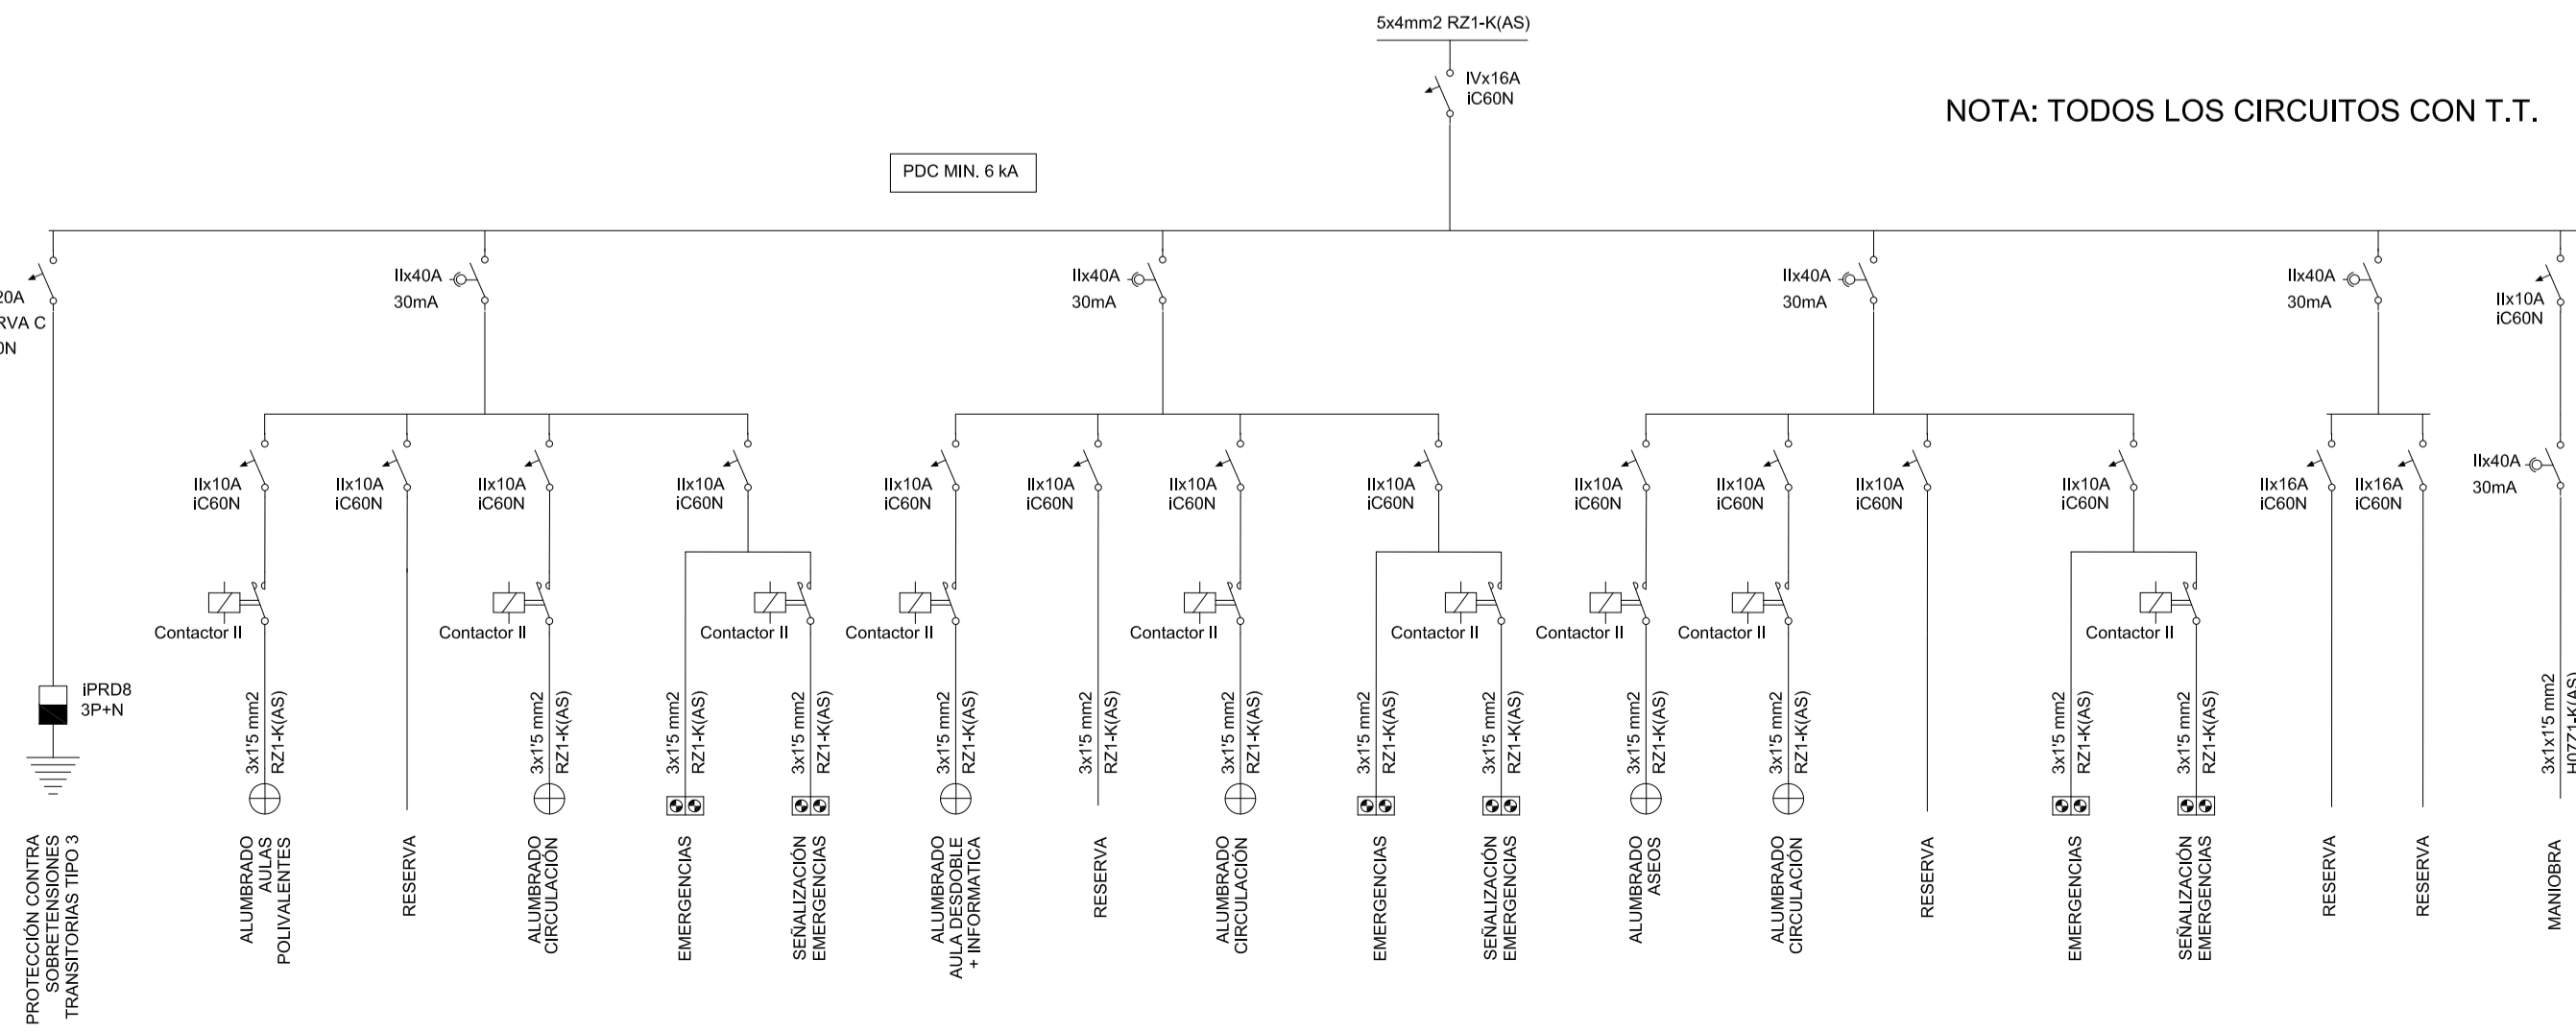 5x4mm2 RZ1-K(AS)
IVx16A
iC60N
NOTA: TODOS LOS CIRCUITOS CON T.T.
PDC MIN. 6 kA
20A
RVA C
0N
IIx40A
30mA
IIx40A
30mA
IIx40A
30mA
IIx40A
30mA
IIx10A
iC60N
IIx10A
iC60N
IIx10A
iC60N
IIx10A
iC60N
IIx10A
iC60N
IIx10A
iC60N
IIx10A
iC60N
IIx10A
iC60N
IIx10A
iC60N
IIx10A
iC60N
IIx10A
iC60N
IIx10A
iC60N
IIx10A
iC60N
IIx16A
iC60N
IIx16A
iC60N
IIx40A
30mA
Contactor II
Contactor II
Contactor II
Contactor II
Contactor II
Contactor II
Contactor II
Contactor II
Contactor II
iPRD8
3P+N
3x1'5 mm2
RZ1-K(AS)
3x1'5 mm2
RZ1-K(AS)
3x1'5 mm2
RZ1-K(AS)
3x1'5 mm2
RZ1-K(AS)
3x1'5 mm2
RZ1-K(AS)
3x1'5 mm2
RZ1-K(AS)
3x1'5 mm2
RZ1-K(AS)
3x1'5 mm2
RZ1-K(AS)
3x1'5 mm2
RZ1-K(AS)
3x1'5 mm2
RZ1-K(AS)
3x1'5 mm2
RZ1-K(AS)
3x1'5 mm2
RZ1-K(AS)
3x1'5 mm2
RZ1-K(AS)
3x1x1'5 mm2
H07Z1-K(AS)
PROTECCIÓN CONTRA
SOBRETENSIONES
TRANSITORIAS TIPO 3
ALUMBRADO
AULAS
POLIVALENTES
RESERVA
ALUMBRADO
CIRCULACIÓN
EMERGENCIAS
SEÑALIZACIÓN
EMERGENCIAS
ALUMBRADO
AULA DESDOBLE
+ INFORMATICA
RESERVA
ALUMBRADO
CIRCULACIÓN
EMERGENCIAS
SEÑALIZACIÓN
EMERGENCIAS
ALUMBRADO
ASEOS
ALUMBRADO
CIRCULACIÓN
RESERVA
EMERGENCIAS
SEÑALIZACIÓN
EMERGENCIAS
RESERVA
RESERVA
MANIOBRA